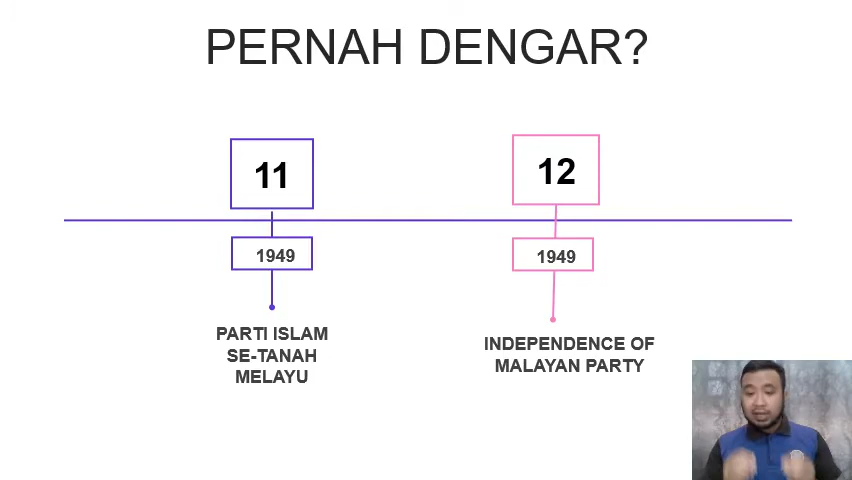 PERNAH DENGAR?
11
12
1949
1949
PARTI ISLAM
SE-TANAH
MELAYU
INDEPENDENCE OF
MALAYAN PARTY